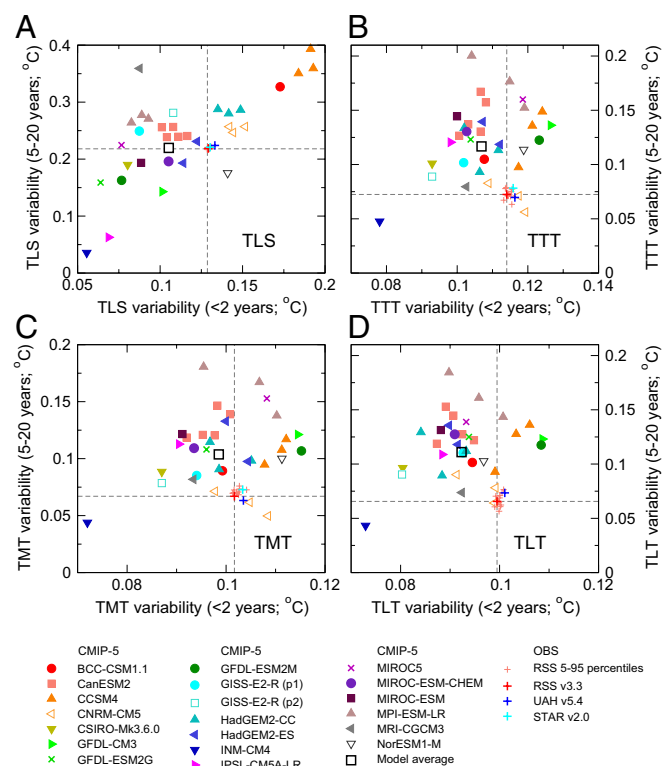 A
B
0.4
0.3
0.2
0.1
0
TLS variability (5-20 years; °C)
TLS
0.05
0.1
0.15
0.2
TLS variability (<2 years; °C)
0.2
0.15
0.1
0.05
0
TTT variability (5-20 years; °C)
TTT
0.08
0.1
0.12
0.14
TTT variability (<2 years; °C)
C
D
0.2
0.15
0.1
0.05
0
TMT variability (5-20 years; °C)
TMT
0.08
0.1
0.12
TMT variability (<2 years; °C)
0.2
0.15
0.1
0.05
0
TLT variability (5-20 years; °C)
TLT
0.08
0.1
0.12
TLT variability (<2 years; °C)
CMIP-5
BCC-CSM1.1
CanESM2
CCSM4
CNRM-CM5
CSIRO-Mk3.6.0
GFDL-CM3
GFDL-ESM2G
CMIP-5
GFDL-ESM2M
GISS-E2-R (p1)
GISS-E2-R (p2)
HadGEM2-CC
HadGEM2-ES
INM-CM4
IPSL-CM5A-LR
CMIP-5
MIROC5
MIROC-ESM-CHEM
MIROC-ESM
MPI-ESM-LR
MRI-CGCM3
NorESM1-M
Model average
OBS
RSS 5-95 percentiles
RSS v3.3
UAH v5.4
STAR v2.0